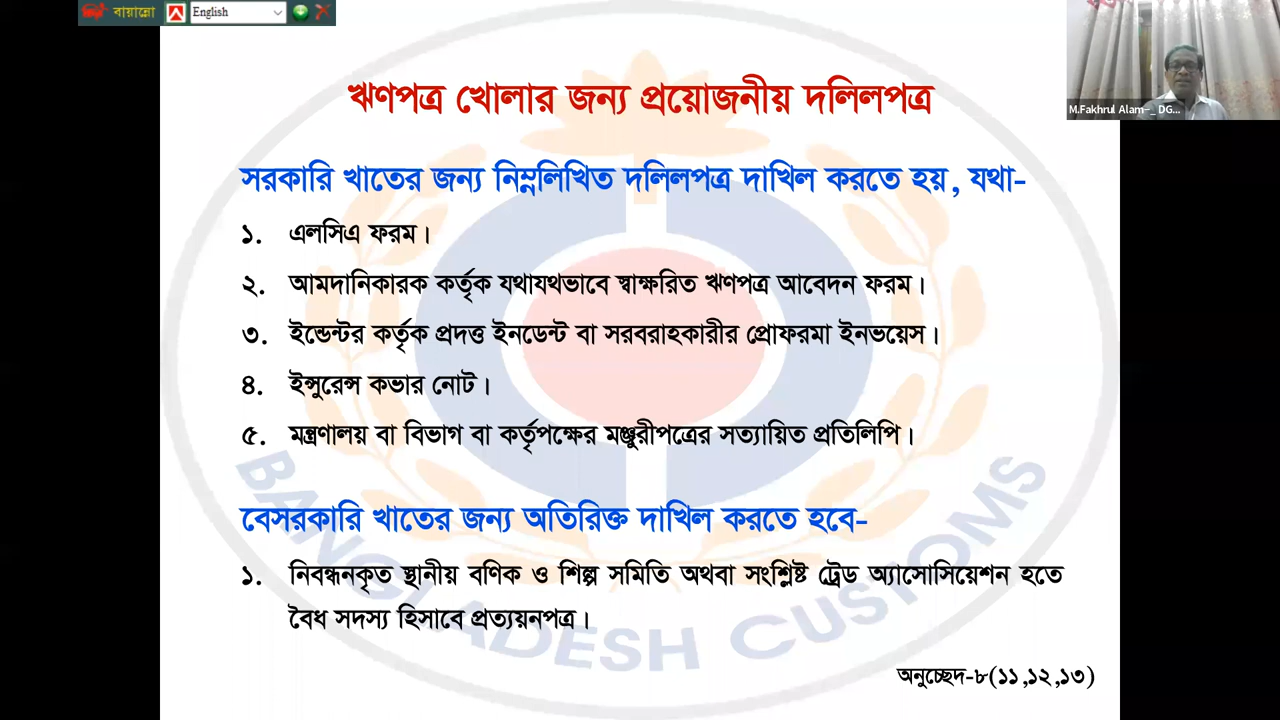 বায়ান্নো
English
M.Fakhrul Alam–_ DG...
ঋণপত্র খোলার জন্য প্রয়োজনীয় দলিলপত্র
সরকারি খাতের জন্য নিম্নলিখিত দলিলপত্র দাখিল করতে হয়, যথা-
১. এলসিএ ফরম।
২. আমদানিকারক কর্তৃক যথাযথভাবে স্বাক্ষরিত ঋণপত্র আবেদন ফরম।
৩. ইন্ডেন্টর কর্তৃক প্রদত্ত ইনডেন্ট বা সরবরাহকারীর প্রোফরমা ইনভয়েস।
৪. ইন্সুরেন্স কভার নোট।
৫. মন্ত্রণালয় বা বিভাগ বা কর্তৃপক্ষের মঞ্জুরীপত্রের সত্যায়িত প্রতিলিপি।
বেসরকারি খাতের জন্য অতিরিক্ত দাখিল করতে হবে-
১. নিবন্ধনকৃত স্থানীয় বণিক ও শিল্প সমিতি অথবা সংশ্লিষ্ট ট্রেড অ্যাসোসিয়েশন হতে
বৈধ সদস্য হিসাবে প্রত্যয়নপত্র।
অনুচ্ছেদ-৮(১১,১২,১৩)
BANGLADESH CUSTOMS